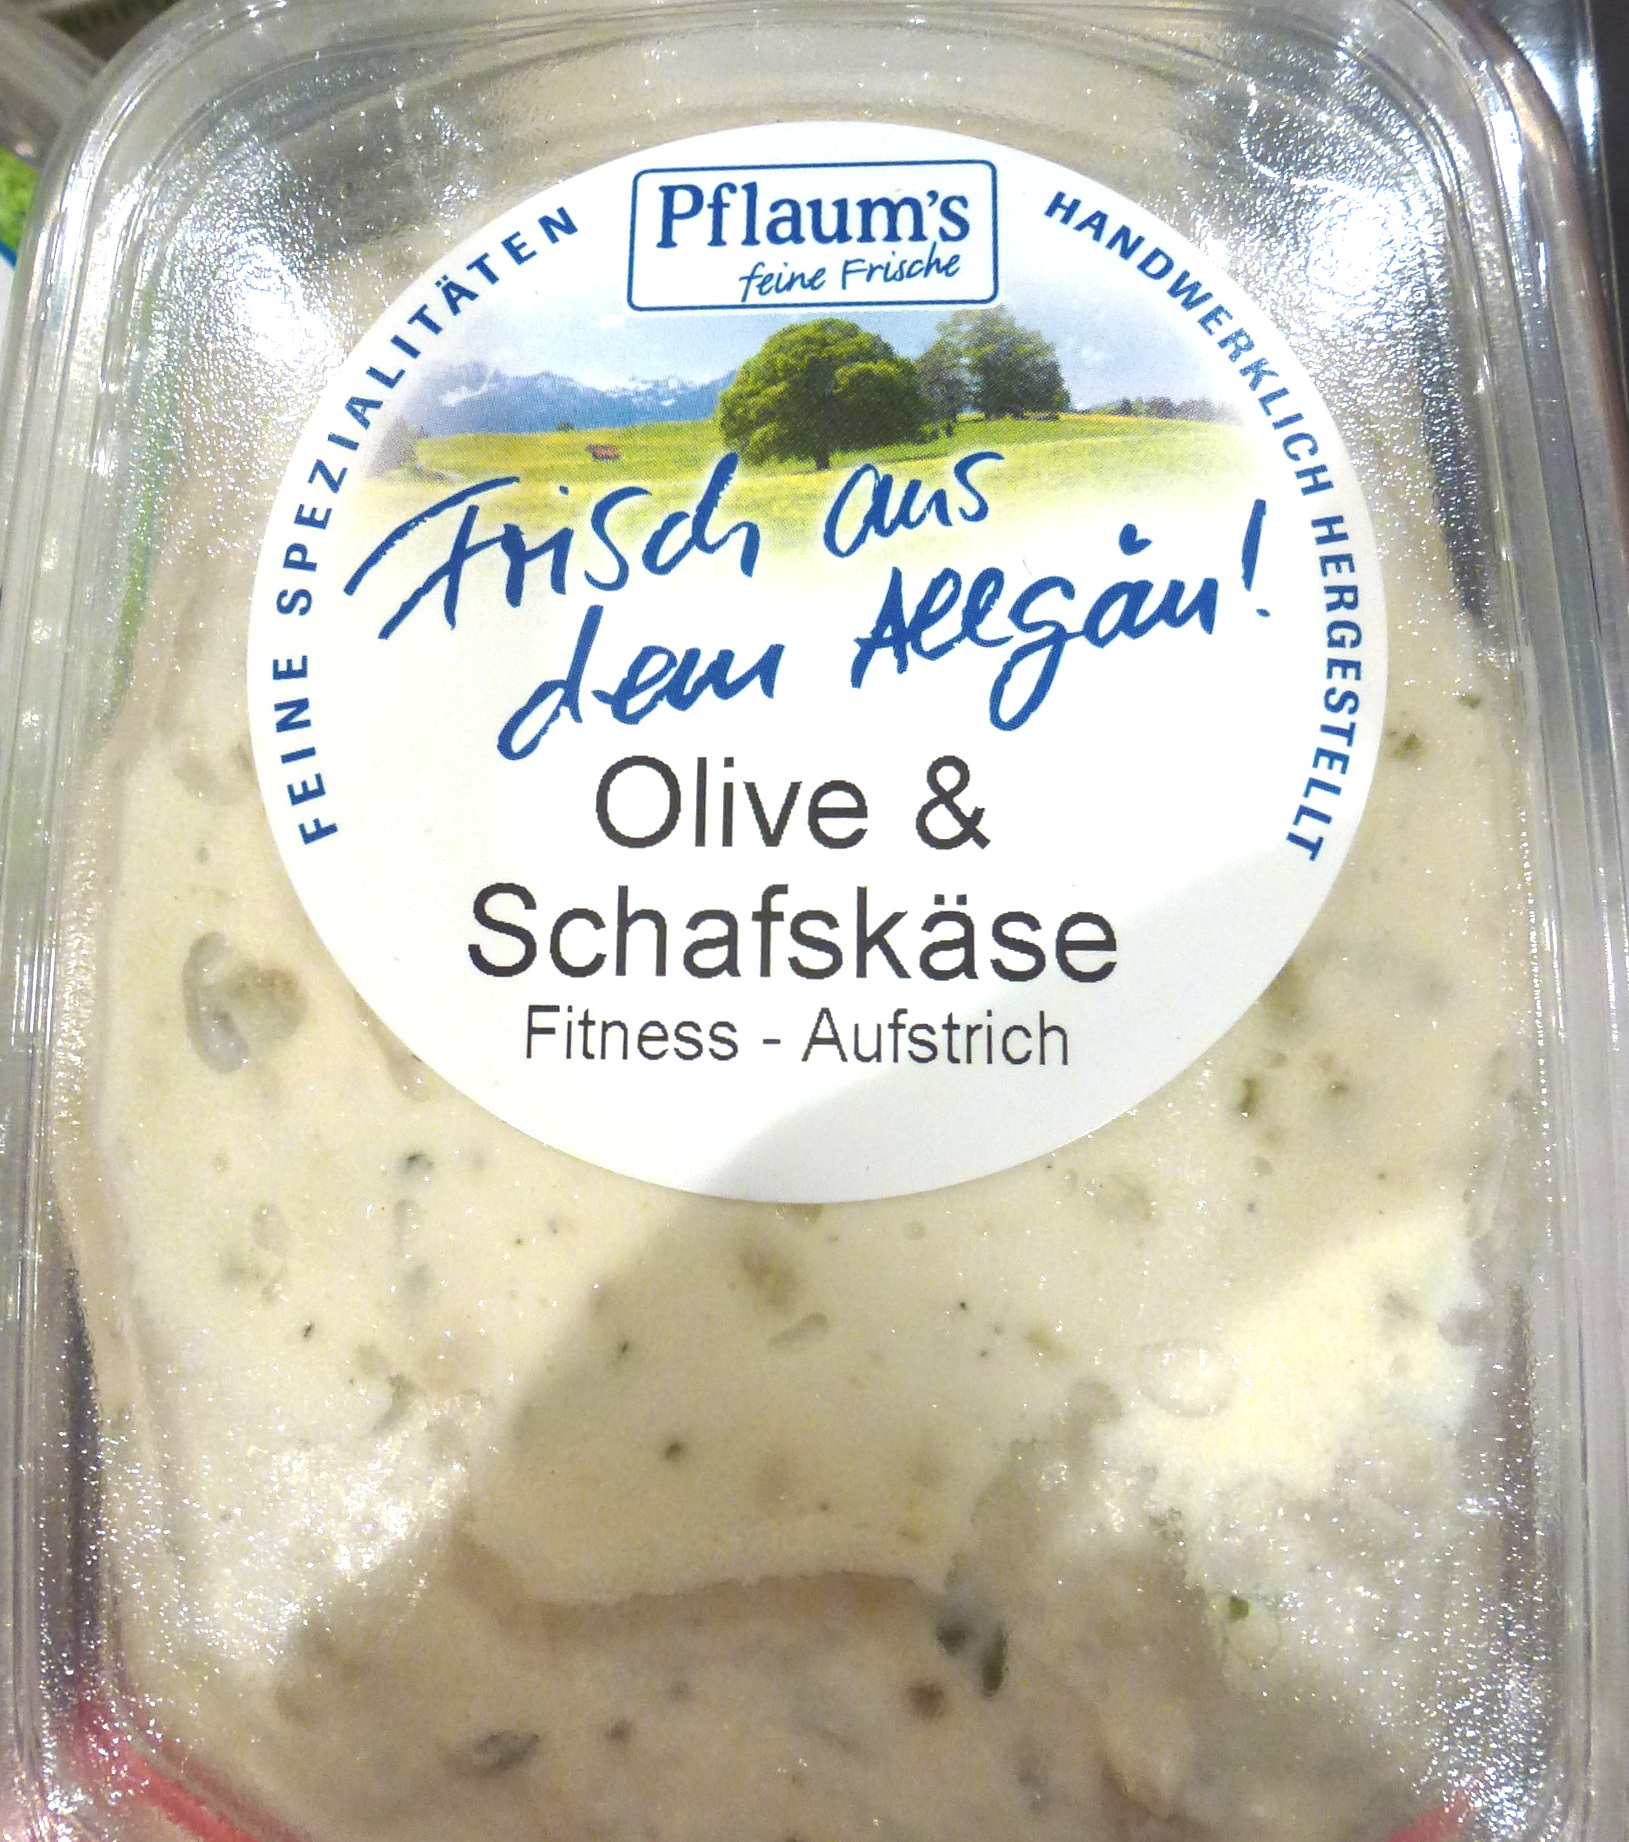 Pflaum's
feine Frische
FEINE SPEZIALITÄTEN
HANDWERKLICH HERGESTELLT
Frisch aus
dem Allgäu!
Olive &
Schafskäse
Fitness - Aufstrich